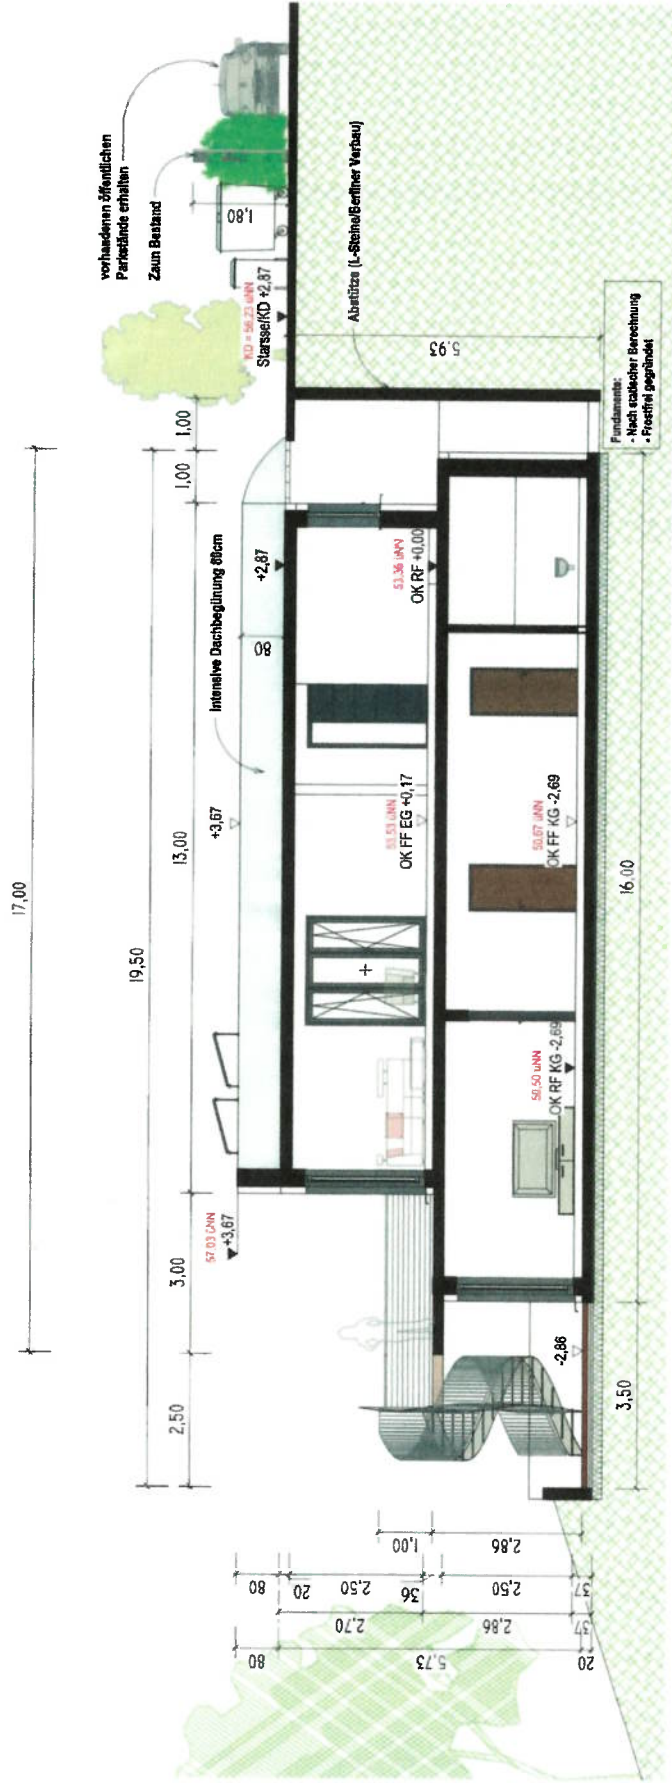 vorhandenen öffentlichen
Parkstände erhalten
Zaun Bestand
1,80
KD = 56,23 üNN
Starsse/KD +2,87
Abstütze (L-Steine/Berliner Verbau)
5,93
Fundamente:
- Nach statischer Berechnung
- Frostfrei gegründet
17,00
19,50
1,00
1,00
13,00
3,00
2,50
Intensive Dachbegünung 80cm
+2,87
80
+3,67
57,03 üNN
+3,67
53,36 üNN
OK RF +0,00
53,53 üNN
OK FF EG +0,17
50,67 üNN
OK FF KG -2,69
50,50 üNN
OK RF KG -2,69
-2,86
16,00
3,50
1,00
2,86
80
20
2,50
36
2,50
37
2,70
2,86
37
80
5,73
20